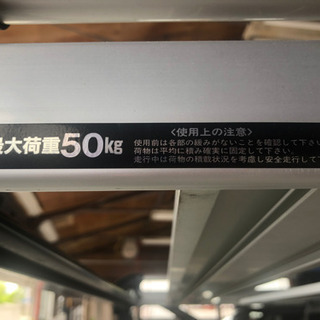 最大荷重50kg
<使用上の注意>
使用前は各部の緩みがないことを確認して下さい。
荷物は平均に積み確実に固定して下さい。
走行中は荷物の積載状況を考慮し安全走行して下